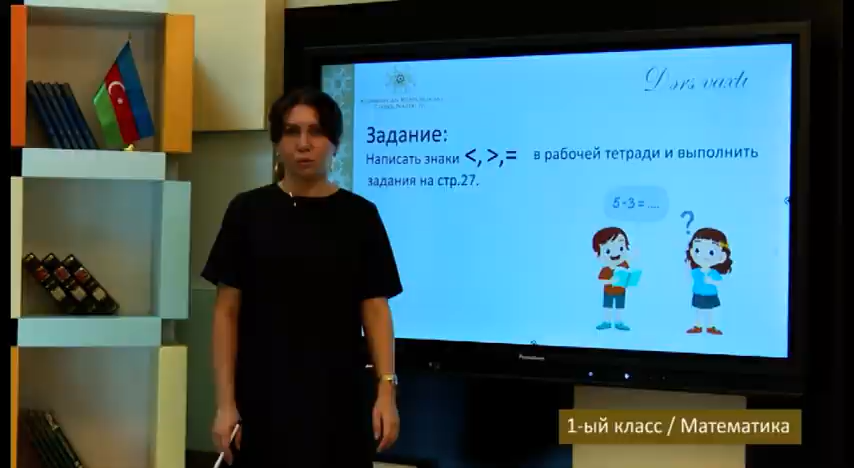 Dərs vaxtı
Задание:
Написать знаки <, >,= в рабочей тетради и выполнить
задания на стр.27.
5-3=....
?
1-ый класс / Математика